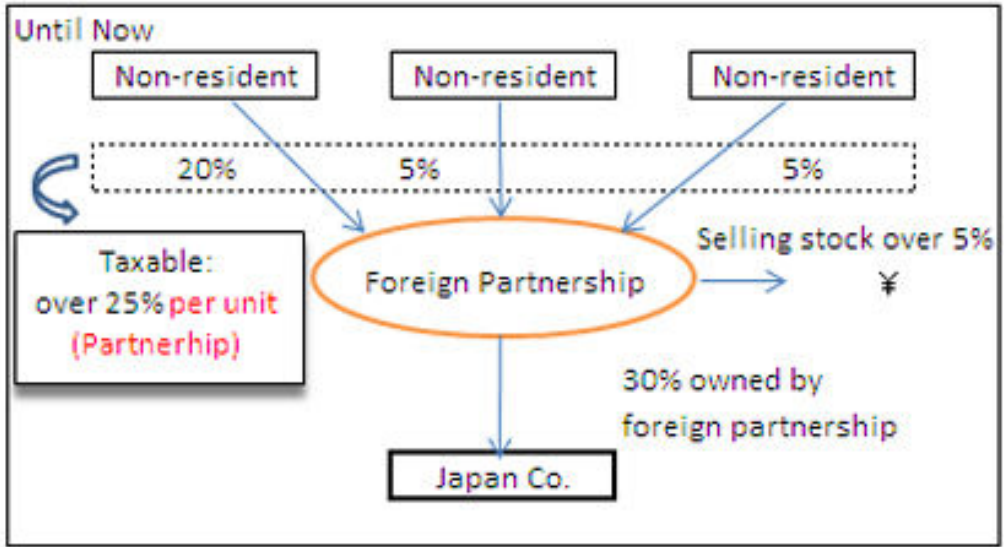 Until Now
Non-resident
Non-resident
Non-resident
20%
5%
5%
Taxable:
over 25% per unit
(Partnerhip)
Foreign Partnership
Selling stock over 5%
¥
30% owned by
foreign partnership
Japan Co.